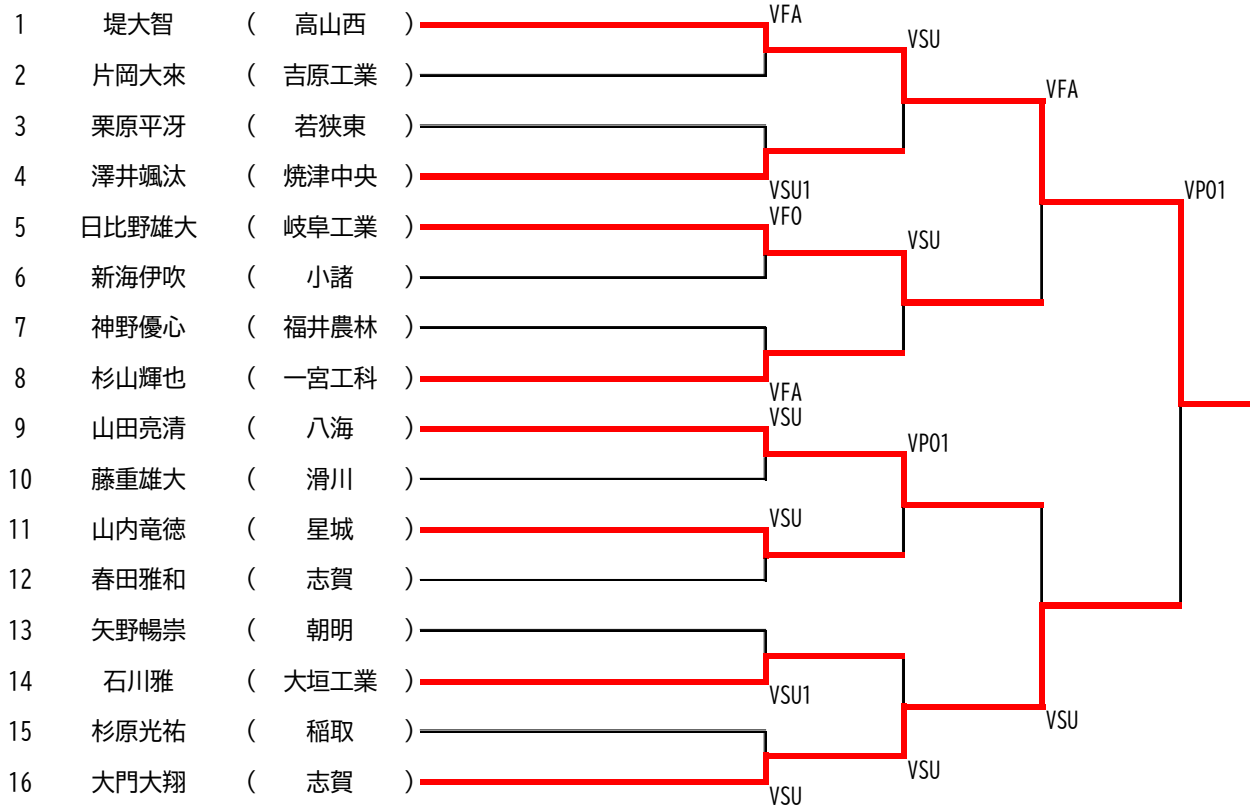 1 堤大智 ( 高山西 ) VFA
VSU
2 片岡大來 ( 吉原工業 )
VFA
3 栗原平冴 ( 若狭東 )
4 澤井颯汰 ( 焼津中央 ) VSU1
VPO1
5 日比野雄大 ( 岐阜工業 ) VFO
VSU
6 新海伊吹 ( 小諸 )
7 神野優心 ( 福井農林 )
8 杉山輝也 ( 一宮工科 ) VFA
9 山田亮清 ( 八海 ) VSU
VPO1
10 藤重雄大 ( 滑川 )
11 山内竜徳 ( 星城 ) VSU
12 春田雅和 ( 志賀 )
13 矢野暢崇 ( 朝明 )
14 石川雅 ( 大垣工業 ) VSU1
VSU
15 杉原光祐 ( 稲取 )
VSU
16 大門大翔 ( 志賀 ) VSU